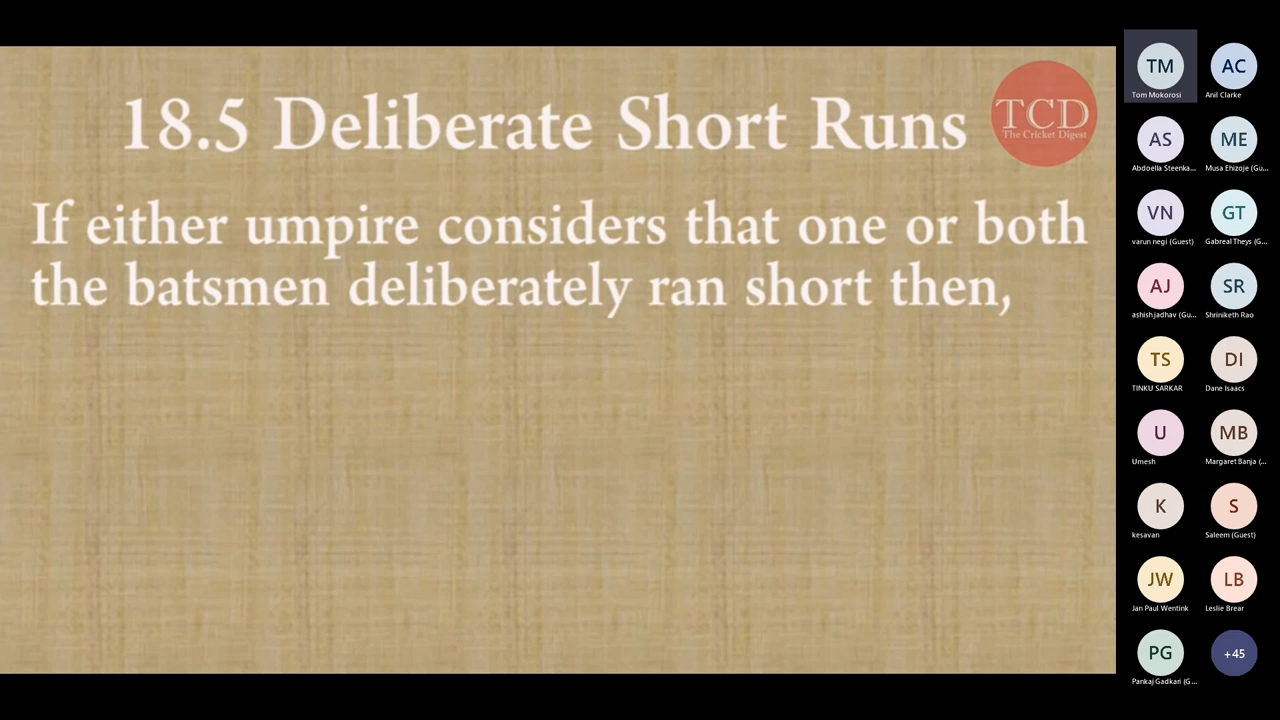 18.5 Deliberate Short Runs
TCD
The Cricket Digest
If either umpire considers that one or both
the batsmen deliberately ran short then,
TM
Tom Mokorosi
AC
Anil Clarke
AS
Abdoella Steenka...
ME
Musa Ehizoje (Gu...
VN
varun negi (Guest)
GT
Gabreal Theys (G...
AJ
ashish jadhav (Gu...
SR
Shriniketh Rao
TS
TINKU SARKAR
DI
Dane Isaacs
U
Umesh
MB
Margaret Banja (...
K
kesavan
S
Saleem (Guest)
JW
Jan Paul Wentink
LB
Leslie Brear
PG
Pankaj Gadkari (G...
+45